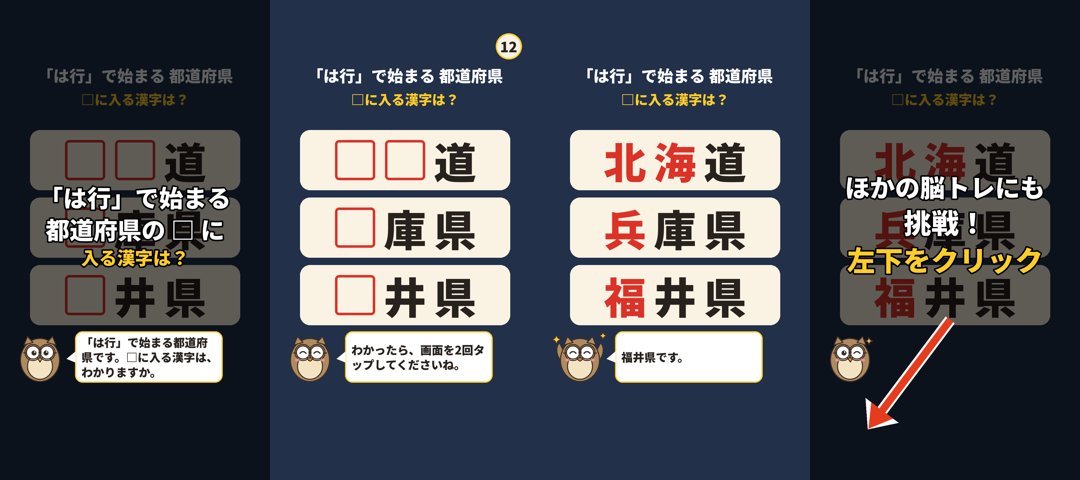 「は行」で始まる 都道府県
□に入る漢字は？
□□道
□庫県
□井県
「は行」で始まる
都道府県の □ に
入る漢字は？
「は行」で始まる都道府
県です。□に入る漢字は、
わかりますか。
12
「は行」で始まる 都道府県
□に入る漢字は？
□□道
□庫県
□井県
わかったら、画面を2回タ
ップしてくださいね。
「は行」で始まる 都道府県
□に入る漢字は？
北海道
兵庫県
福井県
福井県です。
「は行」で始まる 都道府県
□に入る漢字は？
北海道
兵庫県
福井県
ほかの脳トレにも
挑戦！
左下をクリック